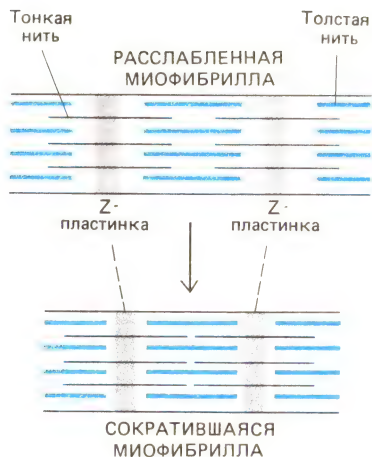 Тонкая
нить
Толстая
нить
РАССЛАБЛЕННАЯ
МИОФИБРИЛЛА
Z-
пластинка
Z-
пластинка
СОКРАТИВШАЯСЯ
МИОФИБРИЛЛА